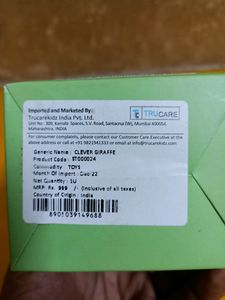 Imported and Marketed By:
Trucarekidz India Pvt. Ltd.
TC TRUCARE
Unit No: 309, Kamala Spaces, S.V. Road, Santacruz (W), Mumbai-400054,
Maharashtra, INDIA
For consumer complaints, please contact our Customer Care Executive at the
above address or call at +91 9821941333 or email at info@trucarekidz.com
Generic Name : CLEVER GIRAFFE
Product Code : ST000024
Commodity : TOYS
Month Of Import : Dec'22
Net Quantity : 1U
MRP: Rs. 999 /- (Inclusive of all taxes)
Country of Origin : India
8901039149688